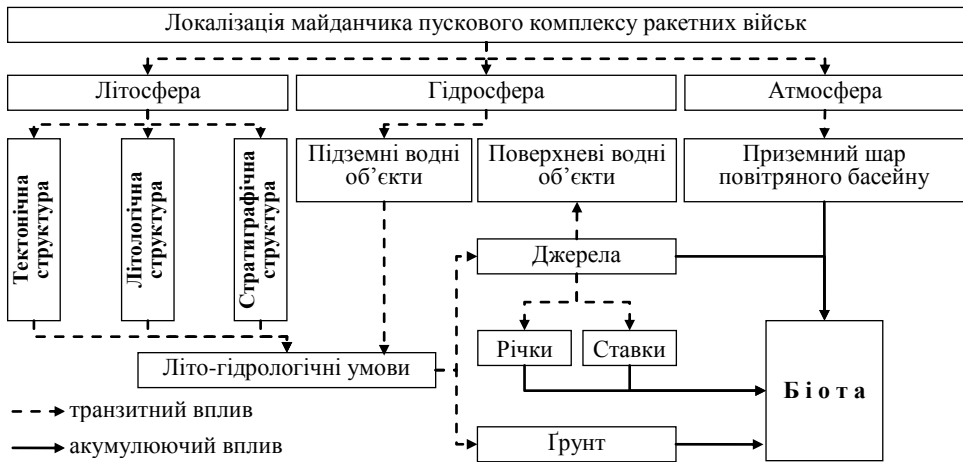 Локалізація майданчика пускового комплексу ракетних військ
Літосфера
Гідросфера
Атмосфера
Тектонічна
структура
Літологічна
структура
Стратиграфічна
структура
Підземні водні
об’єкти
Поверхневі водні
об’єкти
Приземний шар
повітряного басейну
Джерела
Річки
Ставки
Літо-гідрологічні умови
Біота
Ґрунт
транзитний вплив
акумулюючий вплив